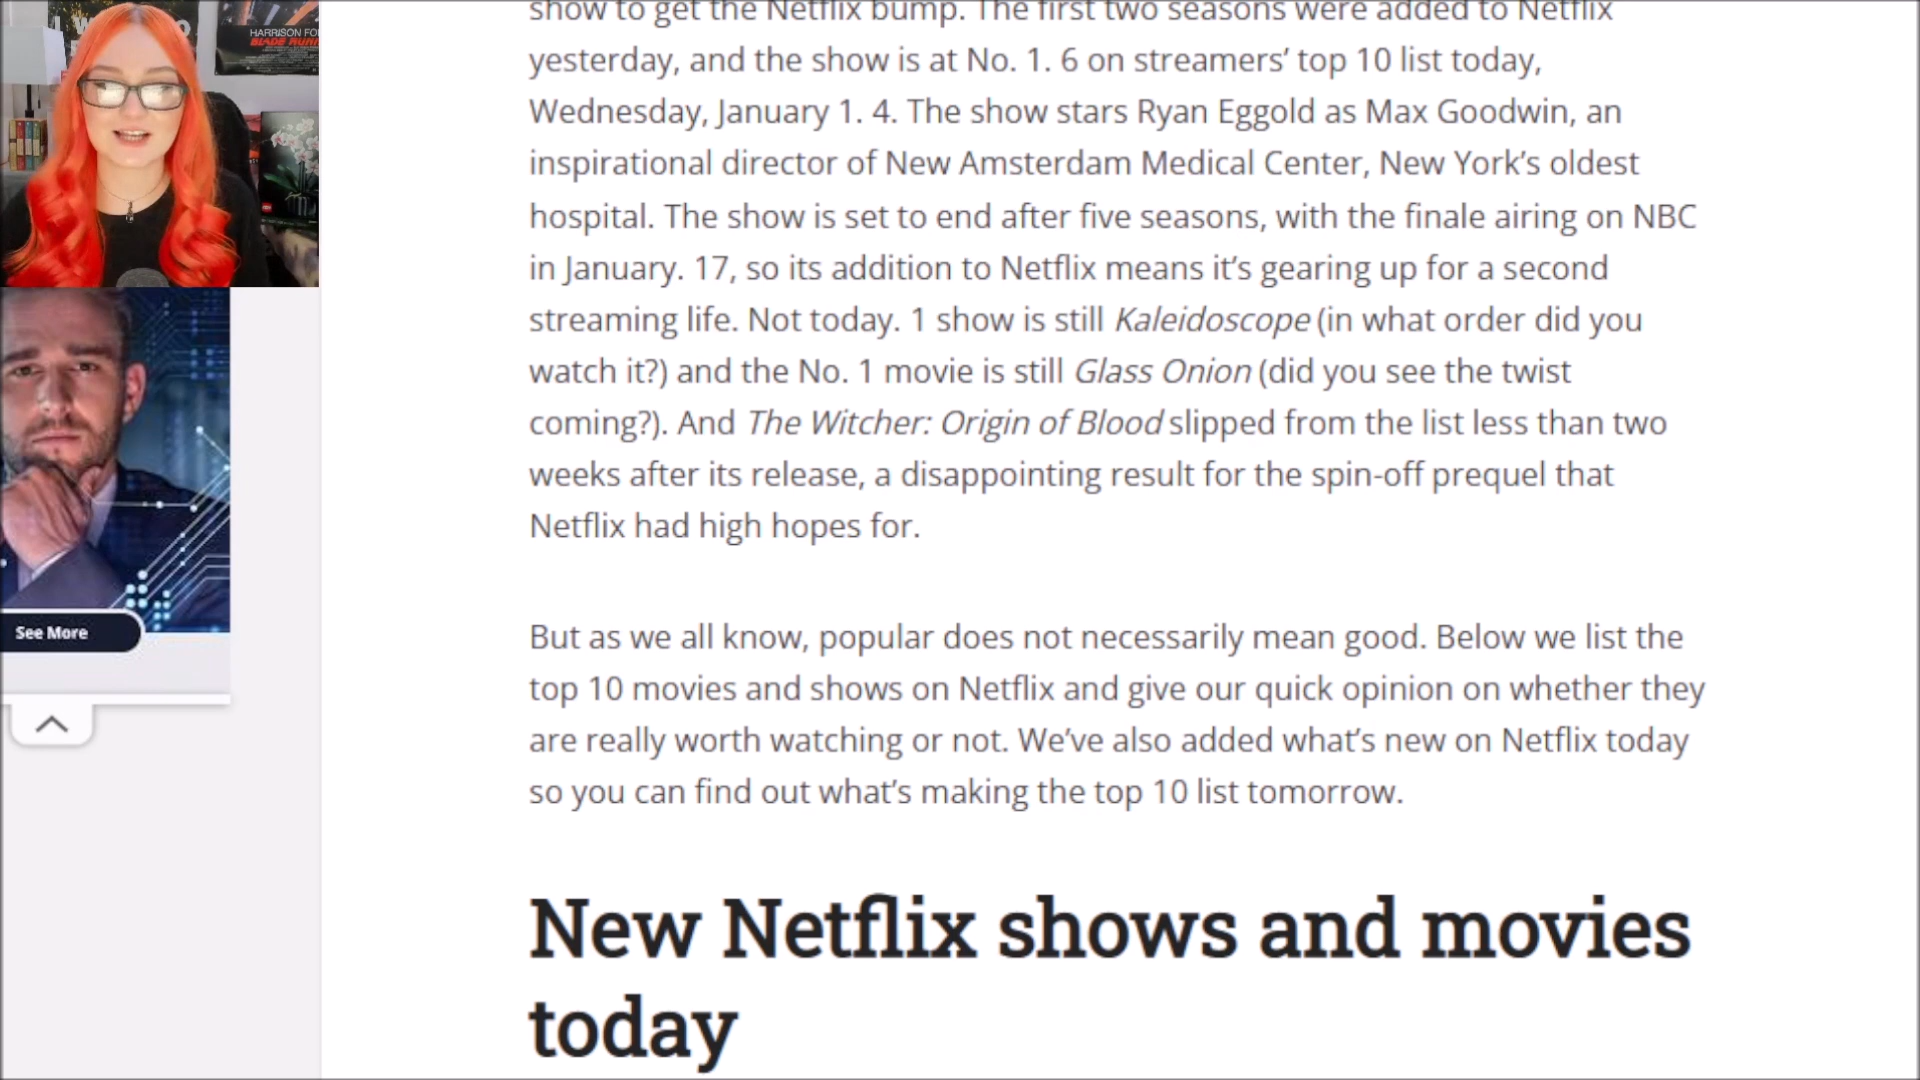 HARRISON FO
BLADE RUN
show to get the Netflix bump. The first two seasons were added to Netflix
yesterday, and the show is at No. 1. 6 on streamers’ top 10 list today,
Wednesday, January 1. 4. The show stars Ryan Eggold as Max Goodwin, an
inspirational director of New Amsterdam Medical Center, New York’s oldest
hospital. The show is set to end after five seasons, with the finale airing on NBC
in January. 17, so its addition to Netflix means it’s gearing up for a second
streaming life. Not today. 1 show is still Kaleidoscope (in what order did you
watch it?) and the No. 1 movie is still Glass Onion (did you see the twist
coming?). And The Witcher: Origin of Blood slipped from the list less than two
weeks after its release, a disappointing result for the spin-off prequel that
Netflix had high hopes for.
See More
But as we all know, popular does not necessarily mean good. Below we list the
top 10 movies and shows on Netflix and give our quick opinion on whether they
are really worth watching or not. We’ve also added what’s new on Netflix today
so you can find out what’s making the top 10 list tomorrow.
New Netflix shows and movies
today